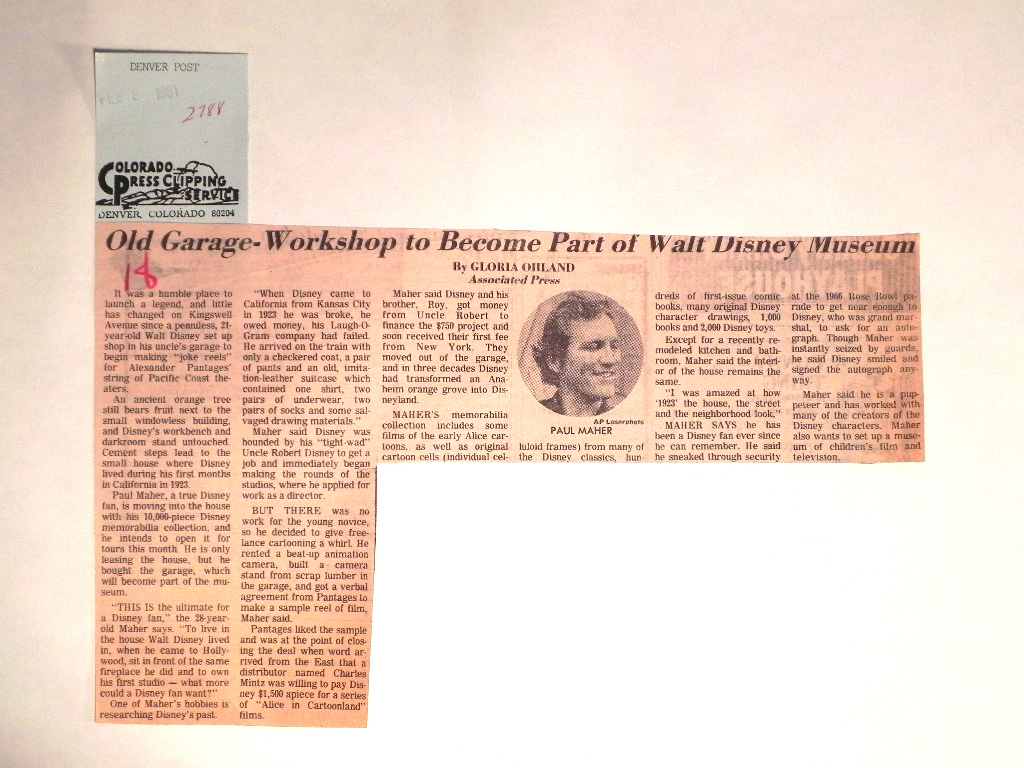 DENVER POST
FEB 8 1981
2788
COLORADO
PRESS CLIPPING
SERVICE
DENVER, COLORADO 80204
Old Garage-Workshop to Become Part of Walt Disney Museum
18
By GLORIA OHLAND
Associated Press
It was a humble place to
launch a legend, and little
has changed on Kingswell
Avenue since a penniless, 21-
year-old Walt Disney set up
shop in his uncle's garage to
begin making "joke reels"
for Alexander Pantages'
string of Pacific Coast the-
aters.
An ancient orange tree
still bears fruit next to the
small windowless building,
and Disney's workbench and
darkroom stand untouched.
Cement steps lead to the
small house where Disney
lived during his first months
in California in 1923.
Paul Maher, a true Disney
fan, is moving into the house
with his 10,000-piece Disney
memorabilia collection, and
he intends to open it for
tours this month. He is only
leasing the house, but he
bought the garage, which
will become part of the mu-
seum.
"THIS IS the ultimate for
a Disney fan," the 28-year-
old Maher says. "To live in
the house Walt Disney lived
in, when he came to Holly-
wood, sit in front of the same
fireplace he did and to own
his first studio — what more
could a Disney fan want?"
One of Maher's hobbies is
researching Disney's past.
"When Disney came to
California from Kansas City
in 1923 he was broke, he
owed money, his Laugh-O-
Gram company had failed.
He arrived on the train with
only a checkered coat, a pair
of pants and an old, imita-
tion-leather suitcase which
contained one shirt, two
pairs of underwear, two
pairs of socks and some sal-
vaged drawing materials."
Maher said Disney was
hounded by his "tight-wad"
Uncle Robert Disney to get a
job and immediately began
making the rounds of the
studios, where he applied for
work as a director.
BUT THERE was no
work for the young novice,
so he decided to give free-
lance cartooning a whirl. He
rented a beat-up animation
camera, built a camera
stand from scrap lumber in
the garage, and got a verbal
agreement from Pantages to
make a sample reel of film,
Maher said.
Pantages liked the sample
and was at the point of clos-
ing the deal when word ar-
rived from the East that a
distributor named Charles
Mintz was willing to pay Dis-
ney $1,500 apiece for a series
of "Alice in Cartoonland"
films.
Maher said Disney and his
brother, Roy, got money
from Uncle Robert to
finance the $750 project and
soon received their first fee
from New York. They
moved out of the garage,
and in three decades Disney
had transformed an Ana-
heim orange grove into Dis-
neyland.
MAHER'S memorabilia
collection includes some
films of the early Alice car-
toons, as well as original
cartoon cells (individual cel-
AP Laserphoto
PAUL MAHER
luloid frames) from many of
the Disney classics, hun-
dreds of first-issue comic
books, many original Disney
character drawings, 1,000
books and 2,000 Disney toys.
Except for a recently re-
modeled kitchen and bath-
room, Maher said the interi-
or of the house remains the
same.
"I was amazed at how
'1923' the house, the street
and the neighborhood look."
MAHER SAYS he has
been a Disney fan ever since
he can remember. He said
he sneaked through security
at the 1966 Rose Bowl pa-
rade to get near enough to
Disney, who was grand mar-
shal, to ask for an auto-
graph. Though Maher was
instantly seized by guards,
he said Disney smiled and
signed the autograph any-
way.
Maher said he is a pup-
peteer and has worked with
many of the creators of the
Disney characters. Maher
also wants to set up a muse-
um of children's film and
television.